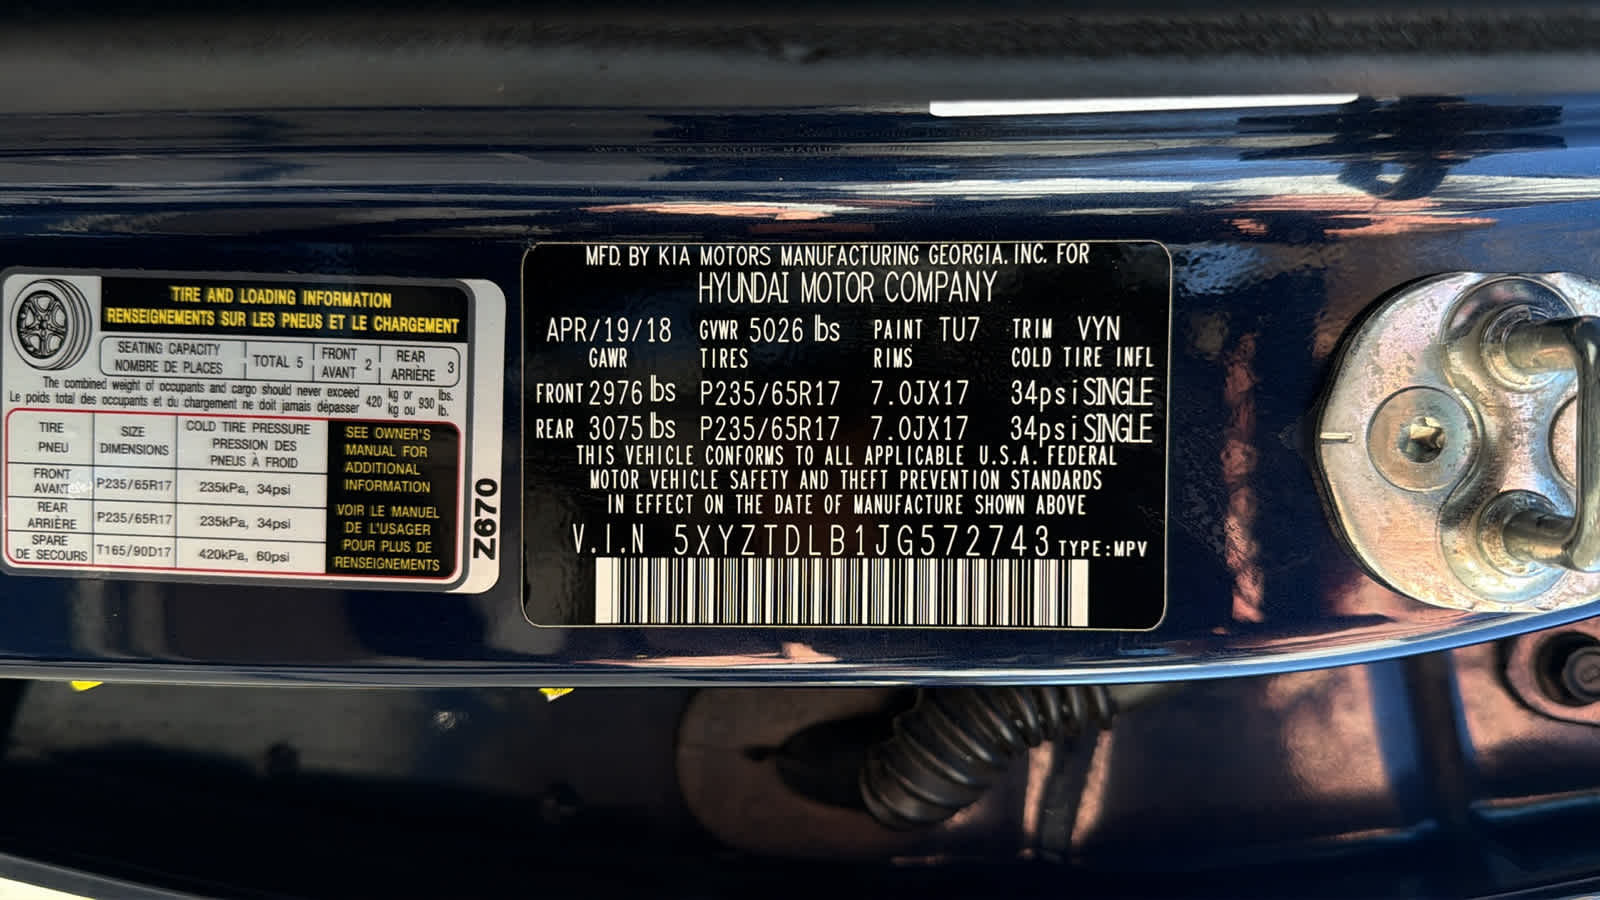 TIRE AND LOADING INFORMATION
RENSEIGNEMENTS SUR LES PNEUS ET LE CHARGEMENT
SEATING CAPACITY
NOMBRE DE PLACES
TOTAL 5
FRONT
AVANT 2
REAR
ARRIÈRE 3
The combined weight of occupants and cargo should never exceed
Le poids total des occupants et du chargement ne doit jamais dépasser
420
kg or
kg ou
930
lbs.
lb.
TIRE
PNEU
SIZE
DIMENSIONS
COLD TIRE PRESSURE
PRESSION DES
PNEUS À FROID
FRONT
AVANT
P235/65R17
235kPa, 34psi
REAR
ARRIÈRE
P235/65R17
235kPa, 34psi
SPARE
DE SECOURS
T165/90D17
420kPa, 60psi
SEE OWNER'S
MANUAL FOR
ADDITIONAL
INFORMATION
VOIR LE MANUEL
DE L'USAGER
POUR PLUS DE
RENSEIGNEMENTS
Z670
MFD. BY KIA MOTORS MANUFACTURING GEORGIA. INC. FOR
HYUNDAI MOTOR COMPANY
APR/19/18 GVWR 5026 lbs PAINT TU7 TRIM VYN
GAWR TIRES RIMS COLD TIRE INFL
FRONT 2976 lbs P235/65R17 7.0JX17 34psi SINGLE
REAR 3075 lbs P235/65R17 7.0JX17 34psi SINGLE
THIS VEHICLE CONFORMS TO ALL APPLICABLE U.S.A. FEDERAL
MOTOR VEHICLE SAFETY AND THEFT PREVENTION STANDARDS
IN EFFECT ON THE DATE OF MANUFACTURE SHOWN ABOVE
V.I.N 5XYZTDLB1JG572743 TYPE:MPV